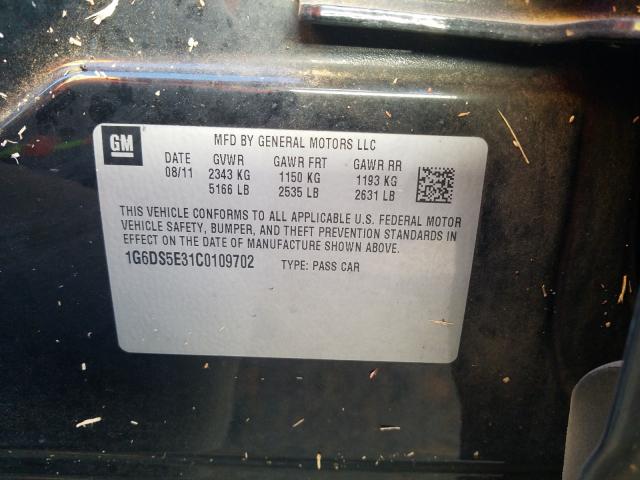 GM
MFD BY GENERAL MOTORS LLC
DATE GVWR GAWR FRT GAWR RR
08/11 2343 KG 1150 KG 1193 KG
5166 LB 2535 LB 2631 LB
THIS VEHICLE CONFORMS TO ALL APPLICABLE U.S. FEDERAL MOTOR
VEHICLE SAFETY, BUMPER, AND THEFT PREVENTION STANDARDS IN
EFFECT ON THE DATE OF MANUFACTURE SHOWN ABOVE.
1G6DS5E31C0109702 TYPE: PASS CAR